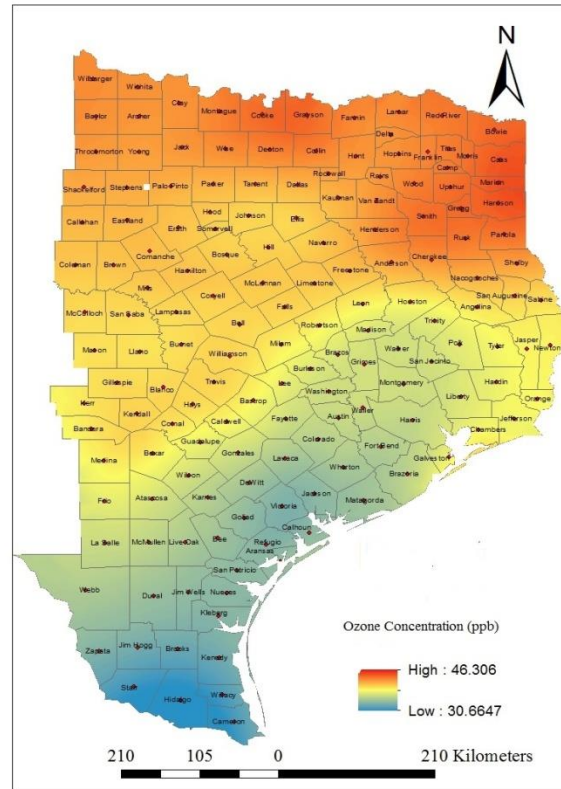 N
Wilbarger Wichita Clay Montague Cooke Grayson Fannin Lamar Red River Bowie
Baylor Archer Delta Titus
Throckmorton Young Jack Wise Denton Collin Hunt Hopkins Franklin Morris Cass
Camp
Shackelford Stephens Palo Pinto Parker Tarrant Dallas Rockwall Rains Wood Upshur Marion
Kaufman Van Zandt Harrison
Callahan Eastland Hood Johnson Ellis Smith Gregg
Erath Somervell Henderson Rusk Panola
Comanche Bosque Hill Navarro
Coleman Brown Hamilton Freestone Anderson Cherokee Shelby
Mills Coryell McLennan Limestone Nacogdoches
McCulloch San Saba Lampasas Bell Falls Leon Houston Angelina San Augustine Sabine
Robertson Madison Trinity
Mason Llano Burnet Williamson Milam Brazos Grimes Walker Polk Tyler Jasper Newton
San Jacinto
Gillespie Blanco Travis Lee Burleson Washington Montgomery Liberty Hardin
Kerr Kendall Hays Bastrop Austin Waller Harris Orange
Bandera Comal Caldwell Fayette Jefferson
Guadalupe Colorado Fort Bend Chambers
Medina Bexar Gonzales Lavaca Galveston
Wilson Wharton Brazoria
Frio Atascosa Karnes DeWitt Jackson Matagorda
Victoria
Goliad Calhoun
La Salle McMullen Live Oak Bee Refugio
Aransas
San Patricio
Webb Duval Jim Wells Nueces
Kleberg
Zapata Jim Hogg Brooks Kenedy
Starr Hidalgo Willacy
Cameron
Ozone Concentration (ppb)
High : 46.306
Low : 30.6647
210 105 0 210 Kilometers